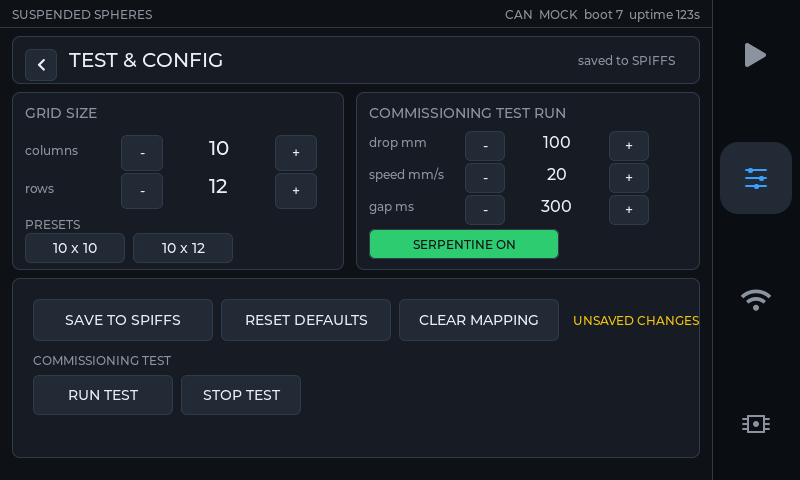 SUSPENDED SPHERES
CAN MOCK boot 7 uptime 123s
TEST & CONFIG
saved to SPIFFS
GRID SIZE
columns - 10 +
rows - 12 +
PRESETS
10 x 10 10 x 12
COMMISSIONING TEST RUN
drop mm - 100 +
speed mm/s - 20 +
gap ms - 300 +
SERPENTINE ON
SAVE TO SPIFFS RESET DEFAULTS CLEAR MAPPING UNSAVED CHANGES
COMMISSIONING TEST
RUN TEST STOP TEST